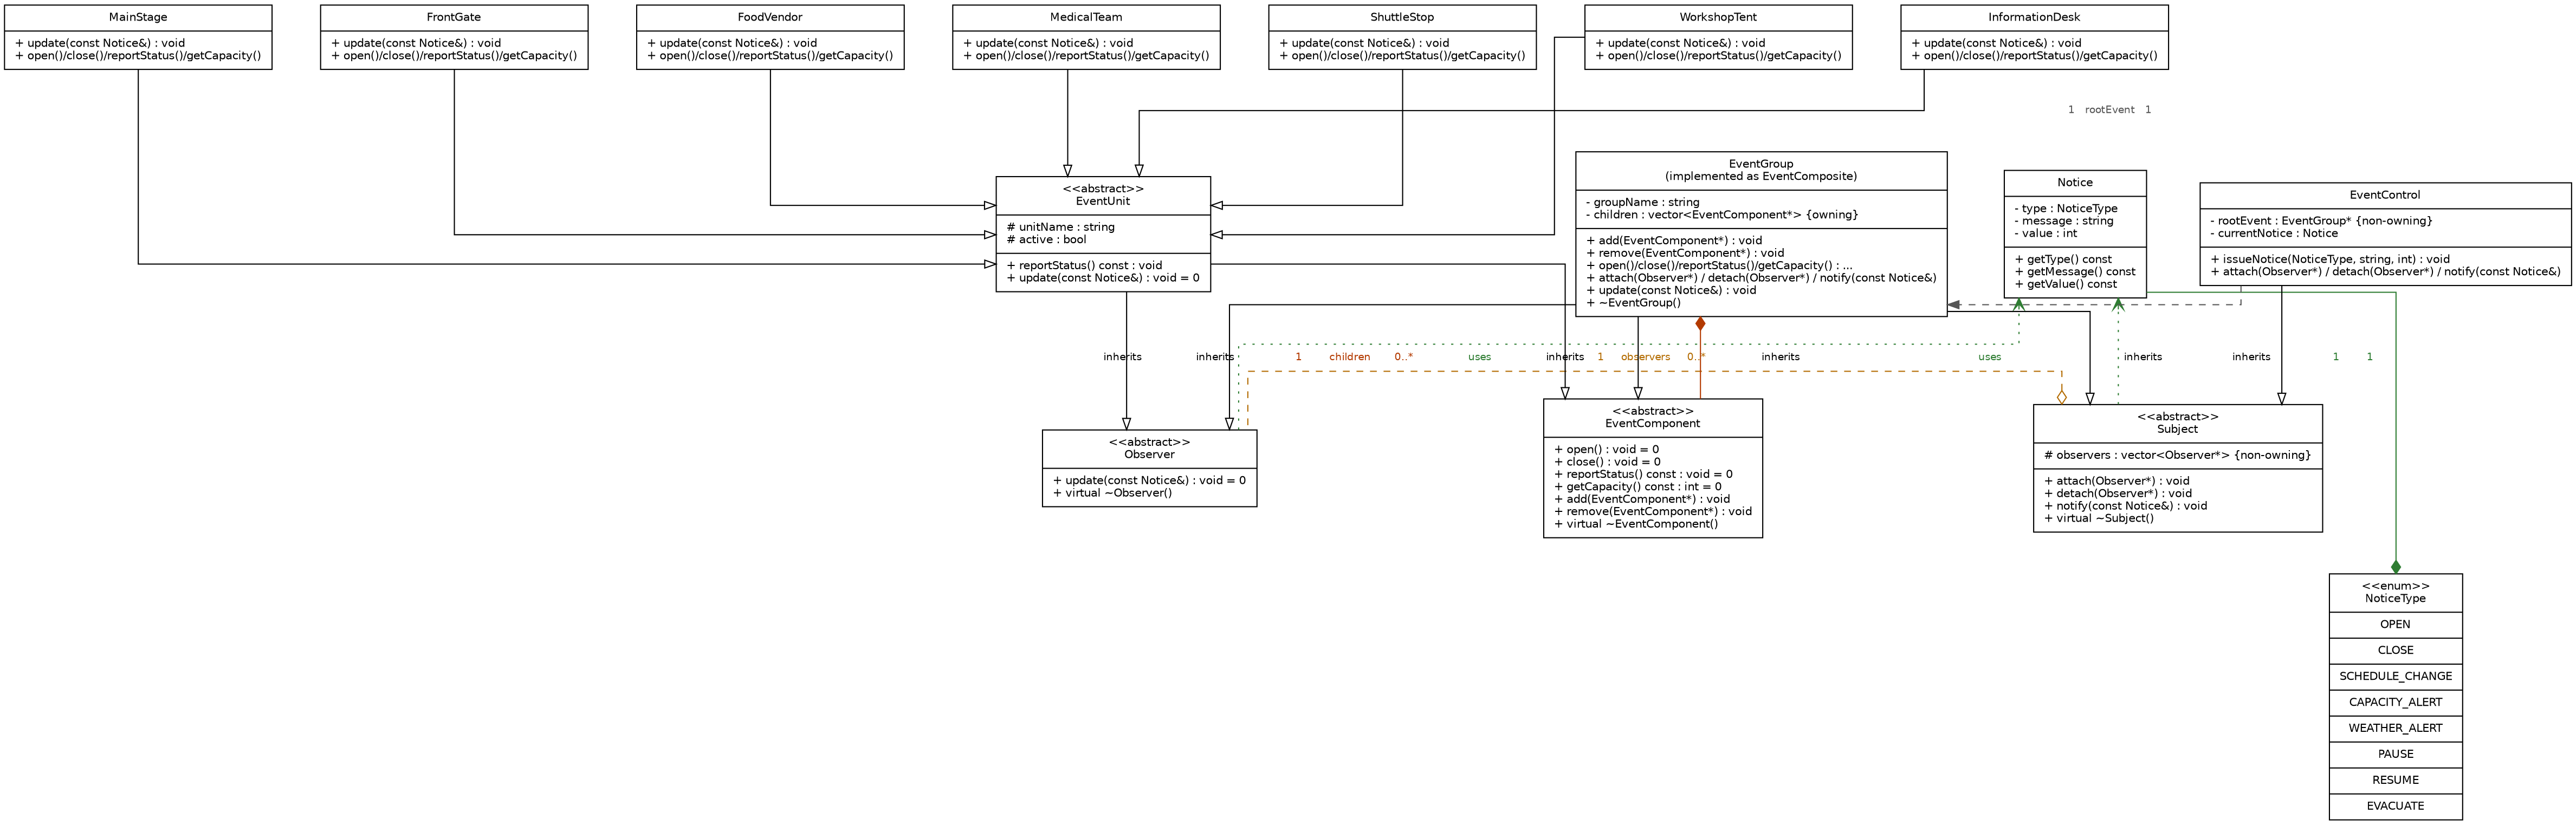 MainStage
+ update(const Notice&) : void
+ open()/close()/reportStatus()/getCapacity()
FrontGate
+ update(const Notice&) : void
+ open()/close()/reportStatus()/getCapacity()
FoodVendor
+ update(const Notice&) : void
+ open()/close()/reportStatus()/getCapacity()
MedicalTeam
+ update(const Notice&) : void
+ open()/close()/reportStatus()/getCapacity()
ShuttleStop
+ update(const Notice&) : void
+ open()/close()/reportStatus()/getCapacity()
WorkshopTent
+ update(const Notice&) : void
+ open()/close()/reportStatus()/getCapacity()
InformationDesk
+ update(const Notice&) : void
+ open()/close()/reportStatus()/getCapacity()
1 rootEvent 1
<<abstract>>
EventUnit
# unitName : string
# active : bool
+ reportStatus() const : void
+ update(const Notice&) : void = 0
EventGroup
(implemented as EventComposite)
- groupName : string
- children : vector<EventComponent*> {owning}
+ add(EventComponent*) : void
+ remove(EventComponent*) : void
+ open()/close()/reportStatus()/getCapacity() : ...
+ attach(Observer*) / detach(Observer*) / notify(const Notice&)
+ update(const Notice&) : void
+ ~EventGroup()
Notice
- type : NoticeType
- message : string
- value : int
+ getType() const
+ getMessage() const
+ getValue() const
EventControl
- rootEvent : EventGroup* {non-owning}
- currentNotice : Notice
+ issueNotice(NoticeType, string, int) : void
+ attach(Observer*) / detach(Observer*) / notify(const Notice&)
inherits
inherits
1 children 0..*
uses
inherits
1 observers 0..*
inherits
uses
inherits
inherits
1 1
<<abstract>>
Observer
+ update(const Notice&) : void = 0
+ virtual ~Observer()
<<abstract>>
EventComponent
+ open() : void = 0
+ close() : void = 0
+ reportStatus() const : void = 0
+ getCapacity() const : int = 0
+ add(EventComponent*) : void
+ remove(EventComponent*) : void
+ virtual ~EventComponent()
<<abstract>>
Subject
# observers : vector<Observer*> {non-owning}
+ attach(Observer*) : void
+ detach(Observer*) : void
+ notify(const Notice&) : void
+ virtual ~Subject()
<<enum>>
NoticeType
OPEN
CLOSE
SCHEDULE_CHANGE
CAPACITY_ALERT
WEATHER_ALERT
PAUSE
RESUME
EVACUATE